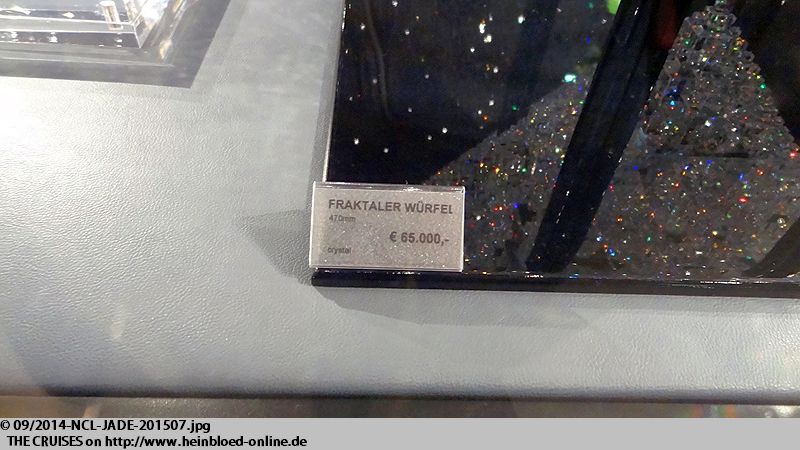 FRAKTALER WÜRFEL
470mm
€ 65.000,-
crystal
© 09/2014-NCL-JADE-201507.jpg
THE CRUISES on http://www.heinbloed-online.de